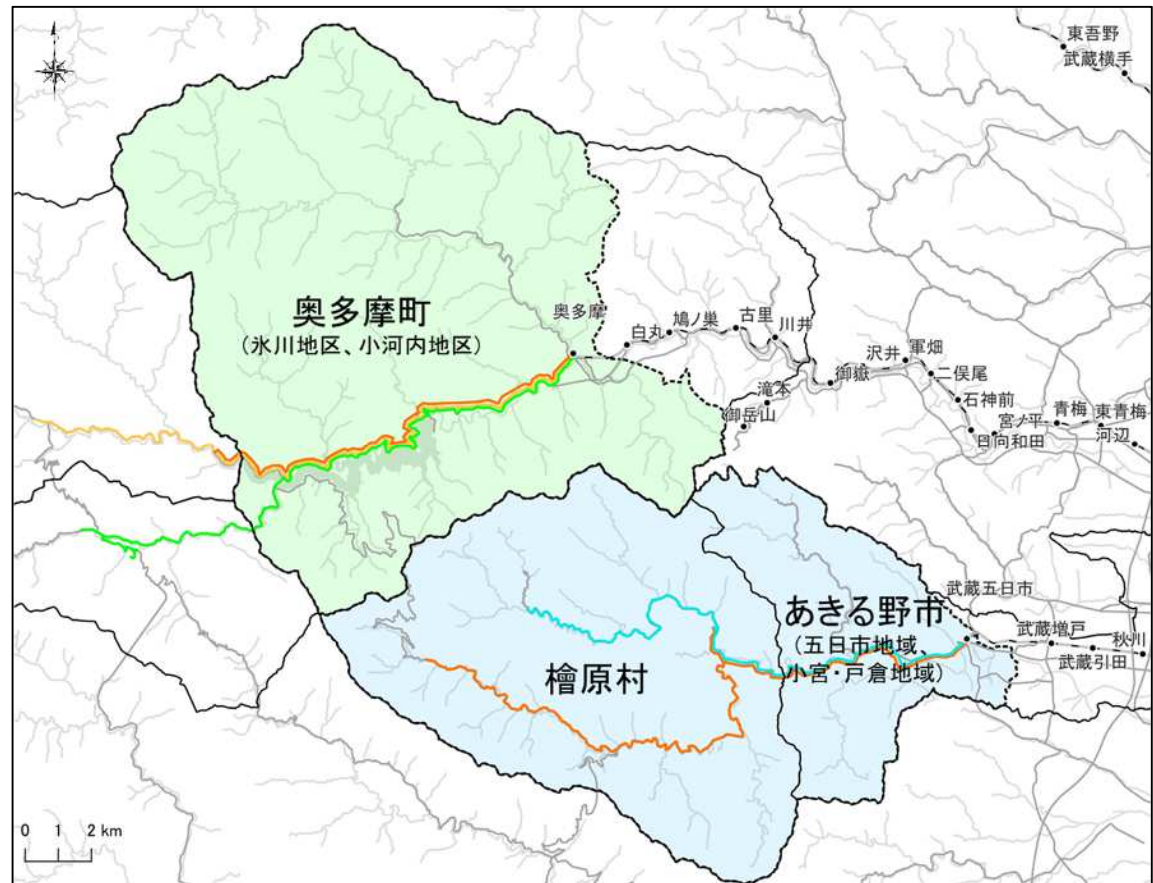 東吾野
武蔵横手
奥多摩町
(氷川地区、小河内地区)
奥多摩
白丸
鳩ノ巣
古里
川井
御嶽
沢井
軍畑
二俣尾
石神前
日向和田
宮ノ平
青梅
東青梅
河辺
滝本
御岳山
武蔵五日市
武蔵増戸
武蔵引田
秋川
あきる野市
(五日市地域、
小宮・戸倉地域)
檜原村
0 1 2 km